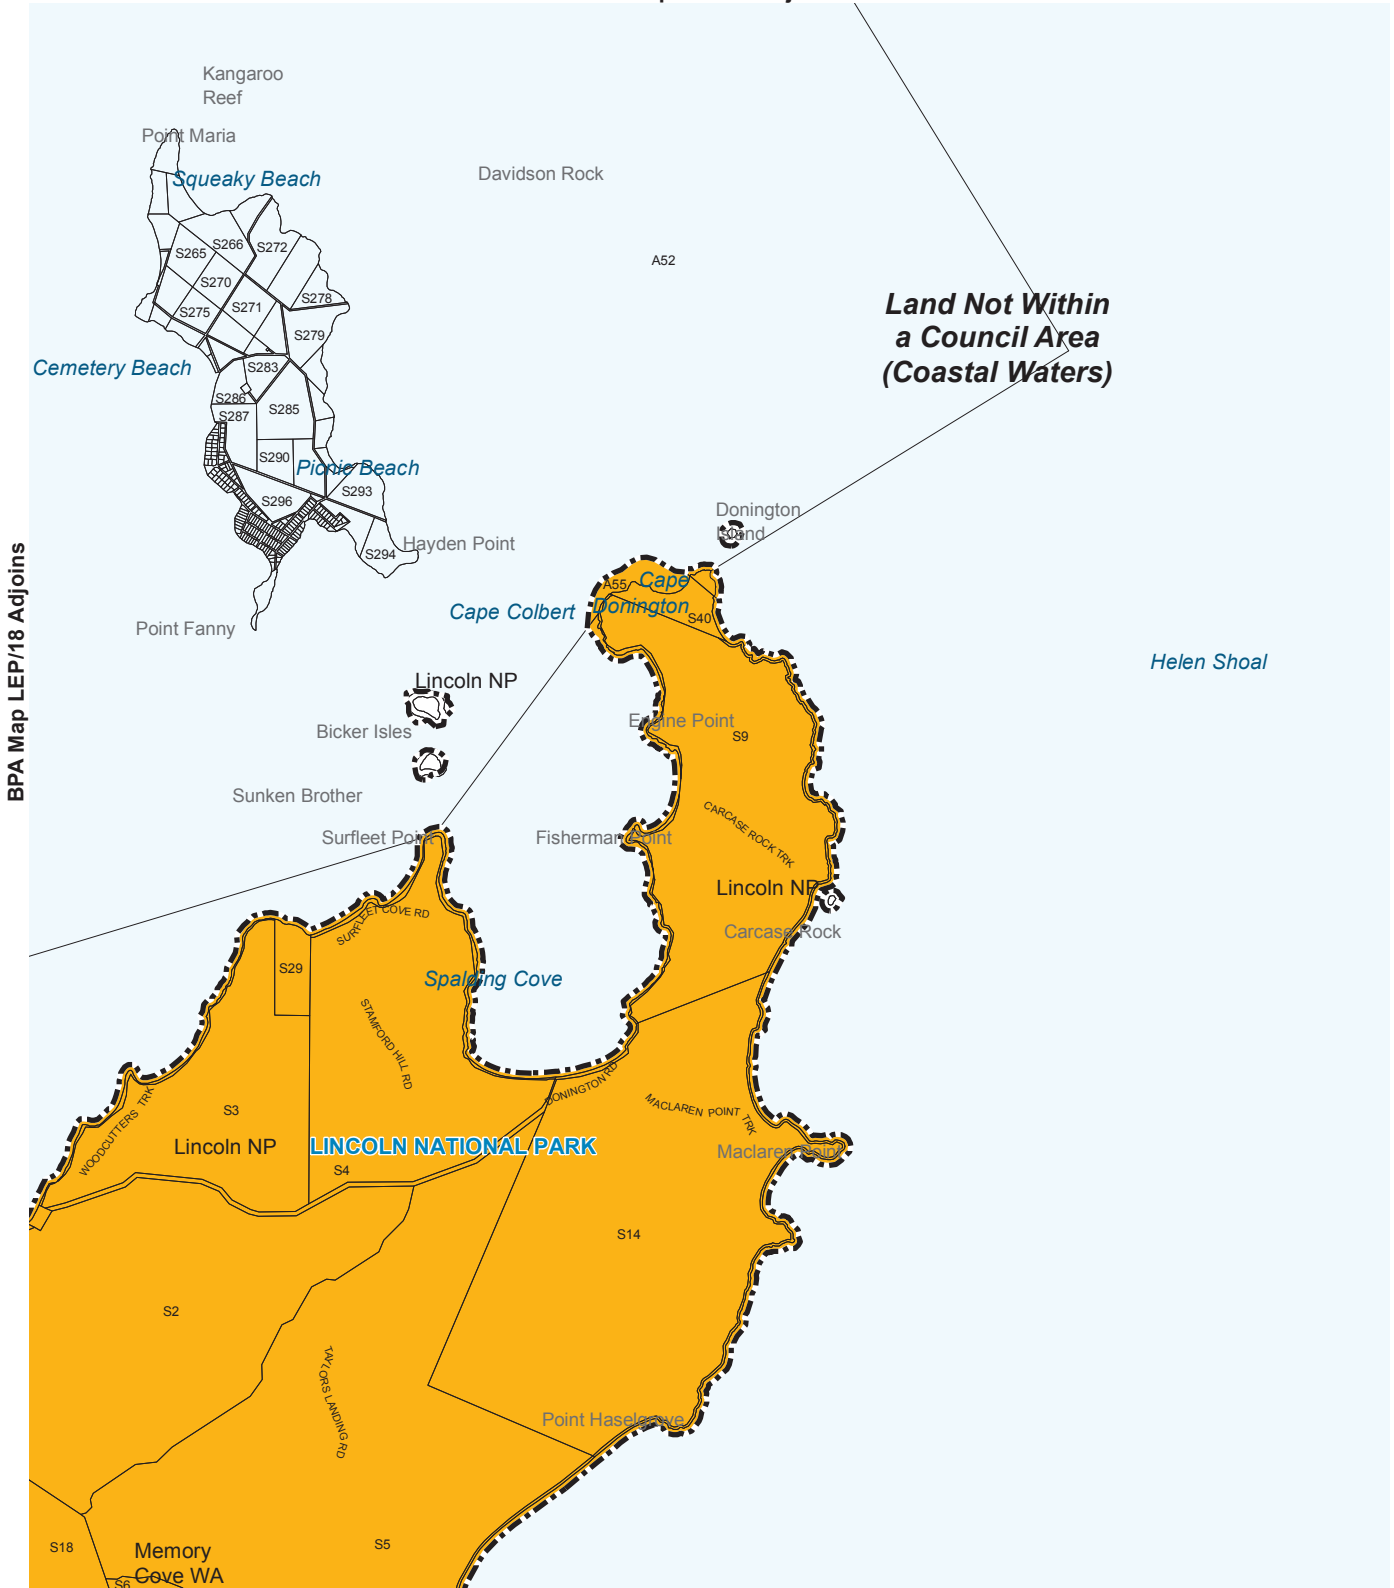 Kangaroo
Reef
Point Maria
Squeaky Beach
Davidson Rock
S266
S272
S265
A52
S270
S278
S271
S275
S279
Land Not Within
a Council Area
(Coastal Waters)
Cemetery Beach
S283
S286
S285
S287
S290
Picnic Beach
S293
S296
Donington
Island
Hayden Point
S294
BPA Map LEP/18 Adjoins
A55
Cape
Donington
Cape Colbert
S40
Point Fanny
Helen Shoal
Lincoln NP
Engine Point
Bicker Isles
S9
Sunken Brother
CARCASE ROCK TRK
Surfleet Point
Fisherman Point
Lincoln NP
SURFLEET COVE RD
Carcase Rock
S29
Spalding Cove
STAMFORD HILL RD
DONINGTON RD
WOODCUTTERS TRK
S3
MACLAREN POINT TRK
Lincoln NP
LINCOLN NATIONAL PARK
Maclaren Point
S4
S14
S2
TAYLORS LANDING RD
Point Haselgrove
S18
Memory
Cove WA
S5
S6